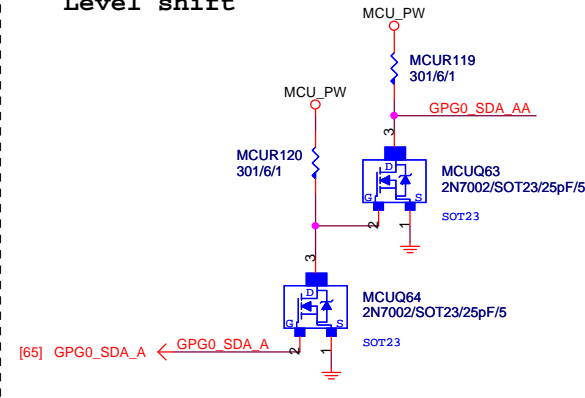 Level shift
MCU_PW
MCUR119
301/6/1
GPG0_SDA_AA
MCU_PW
MCUR120
301/6/1
3
D
G
S
MCUQ63
2N7002/SOT23/25pF/5
SOT23
2
1
3
D
G
S
MCUQ64
2N7002/SOT23/25pF/5
SOT23
2
1
[65] GPG0_SDA_A
GPG0_SDA_A